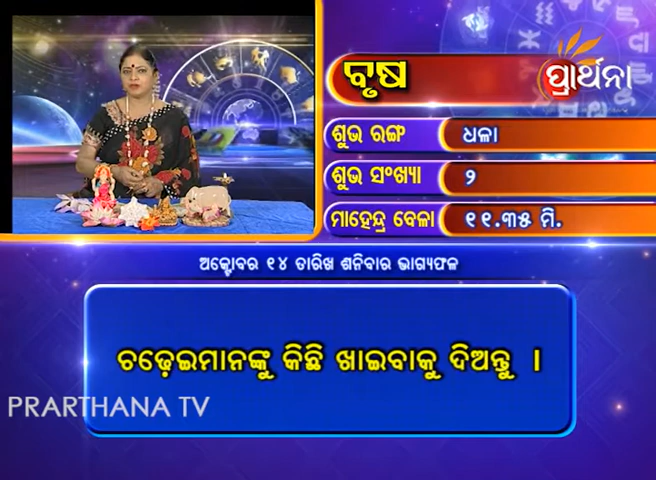 ବୃଷ
ପ୍ରାର୍ଥନା
ଶୁଭ ରଙ୍ଗ ଧଳା
ଶୁଭ ସଂଖ୍ୟା ୨
ମାହେନ୍ଦ୍ର ବେଳା ୧୧.୩୫ ମି.
ଅକ୍ଟୋବର ୧୪ ତାରିଖ ଶନିବାର ଭାଗ୍ୟଫଳ
ଚଢ଼େଇମାନଙ୍କୁ କିଛି ଖାଇବାକୁ ଦିଅନ୍ତୁ ।
PRARTHANA TV